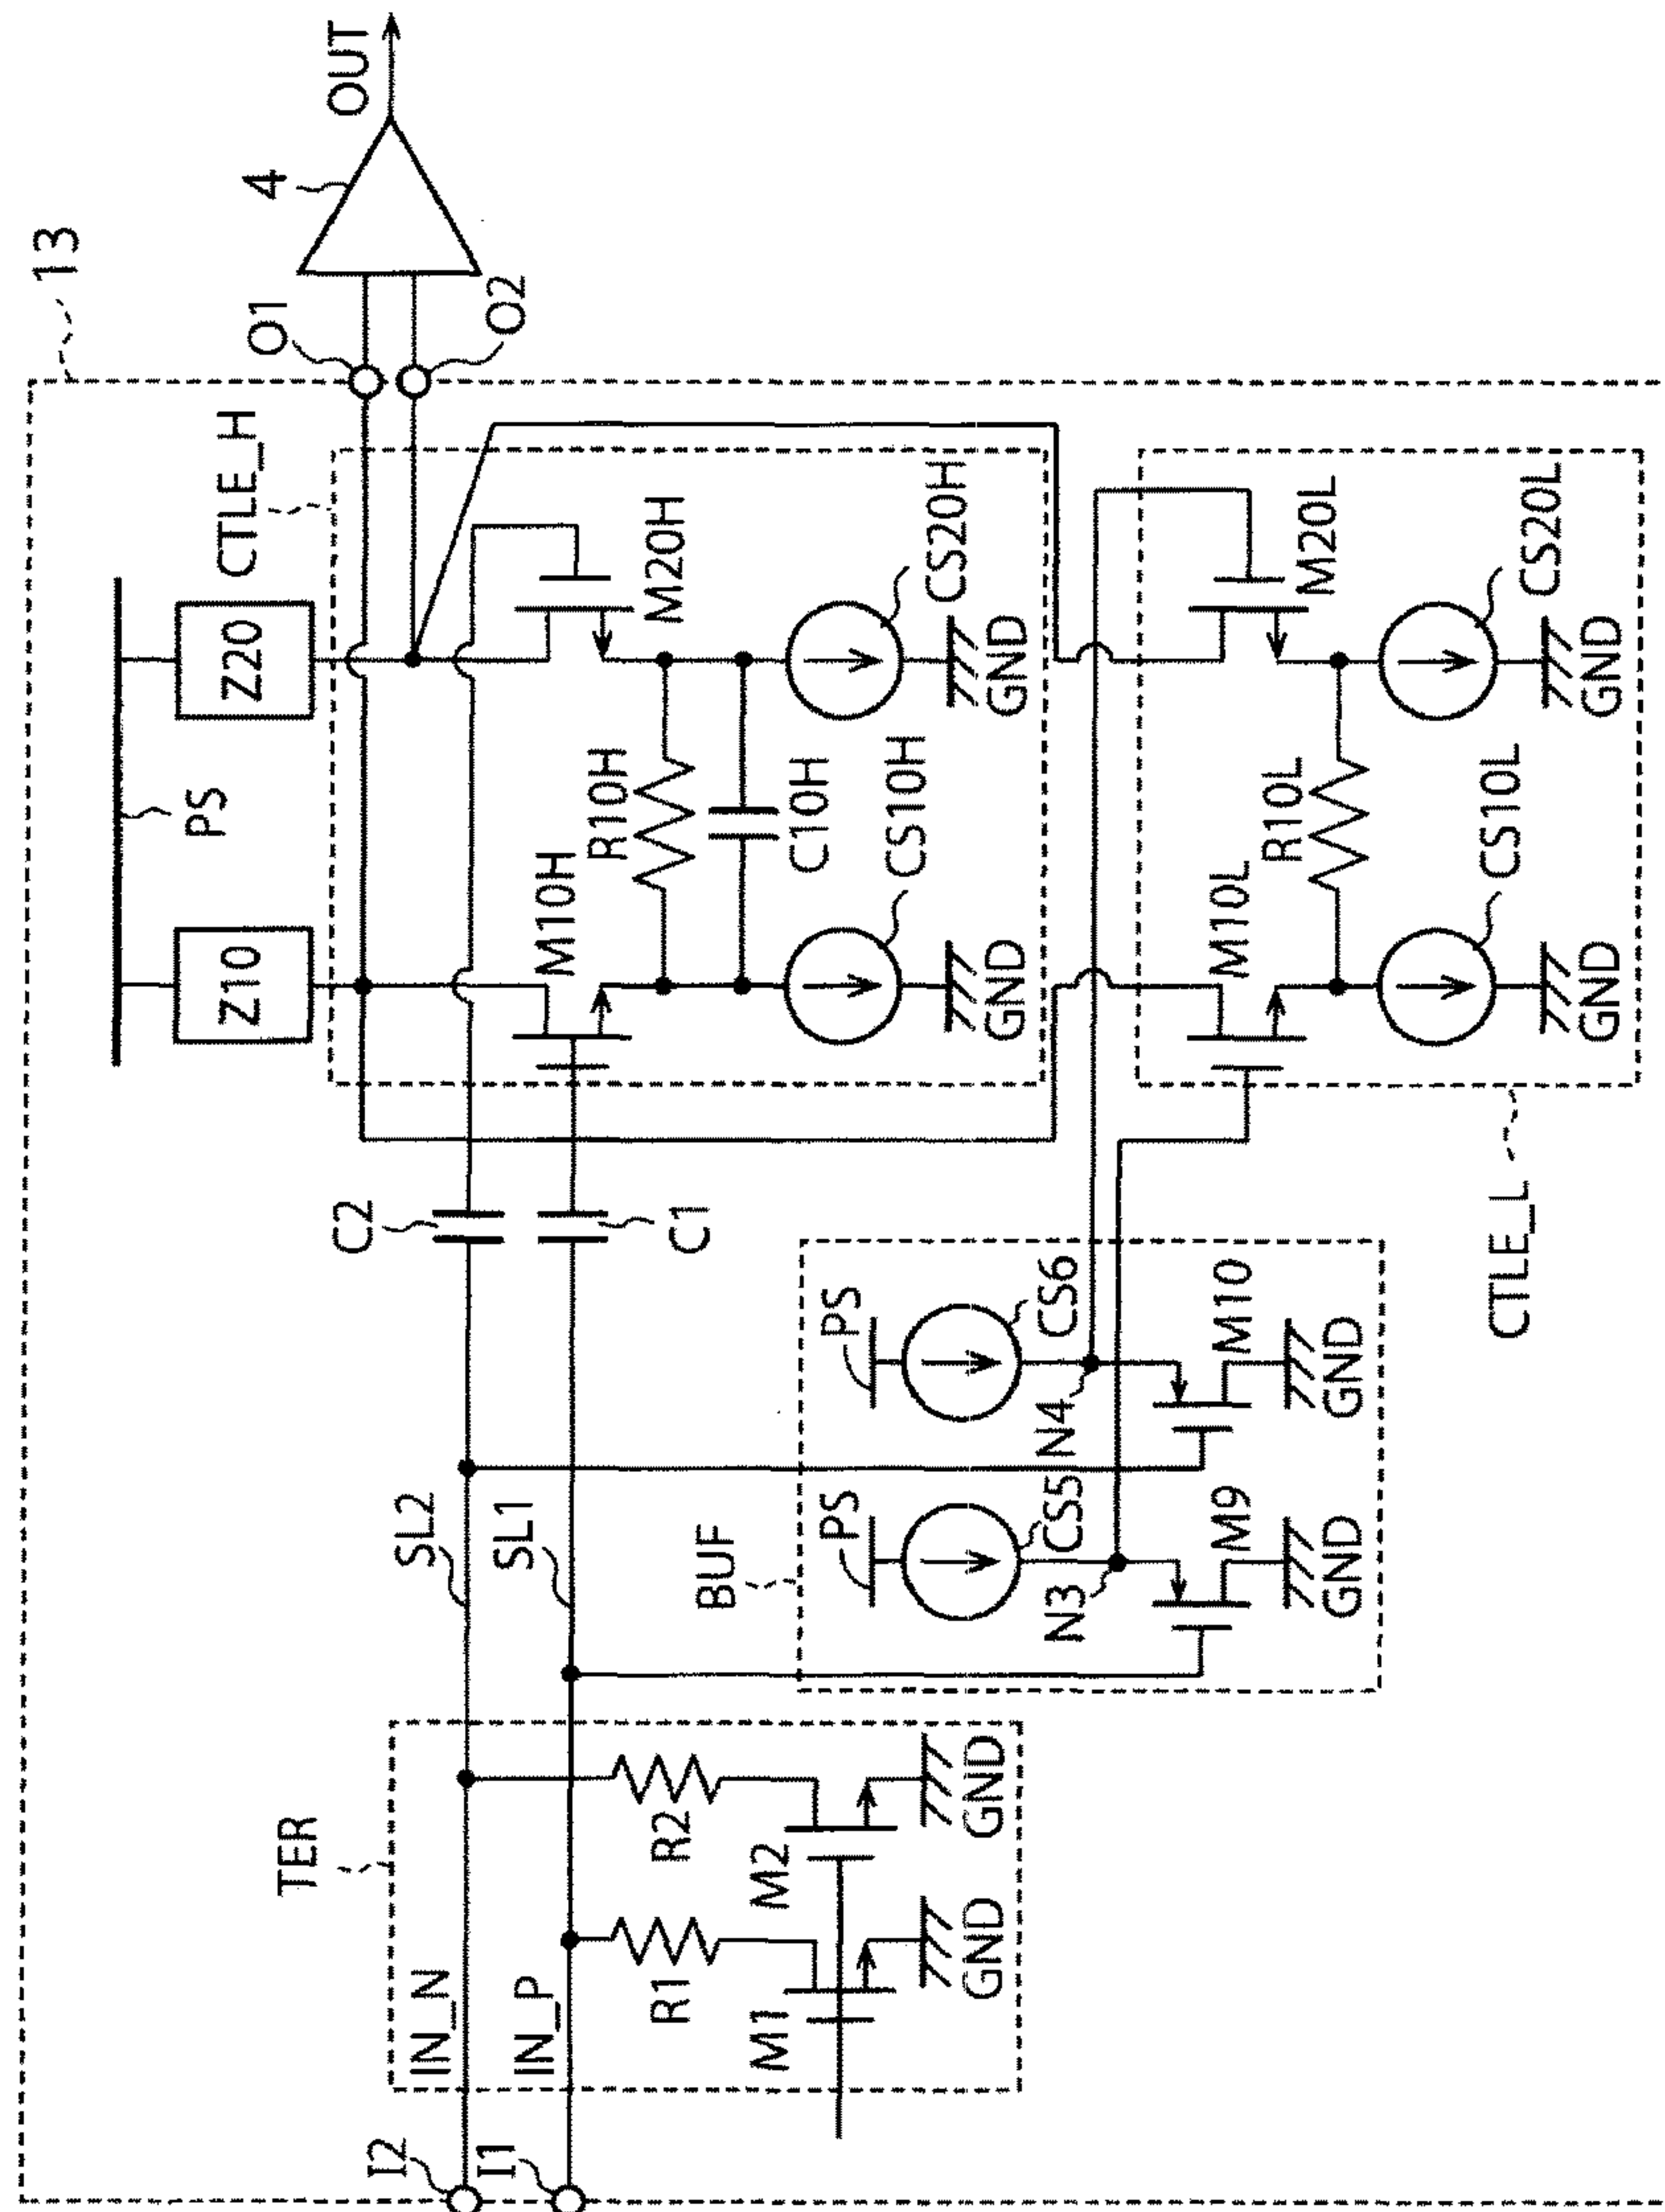 13
PS
Z10
Z20
CTLE_H
O1
O2
4
OUT
TER
I2
IN_N
SL2
C2
I1
IN_P
SL1
C1
R1
R2
M1
M2
GND
GND
BUF
PS
PS
CS5
CS6
N3
N4
M9
M10
GND
GND
M10H
M20H
R10H
C10H
CS10H
CS20H
GND
GND
M10L
M20L
R10L
CS10L
CS20L
GND
GND
CTLE_L